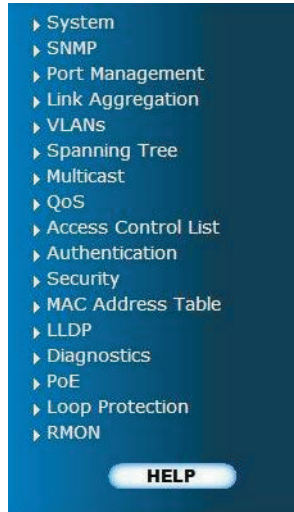 System
SNMP
Port Management
Link Aggregation
VLANs
Spanning Tree
Multicast
QoS
Access Control List
Authentication
Security
MAC Address Table
LLDP
Diagnostics
PoE
Loop Protection
RMON
HELP